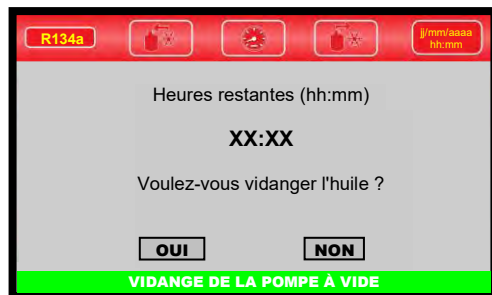 R134a
jj/mm/aaaa
hh:mm
Heures restantes (hh:mm)
XX:XX
Voulez-vous vidanger l'huile ?
OUI NON
VIDANGE DE LA POMPE À VIDE